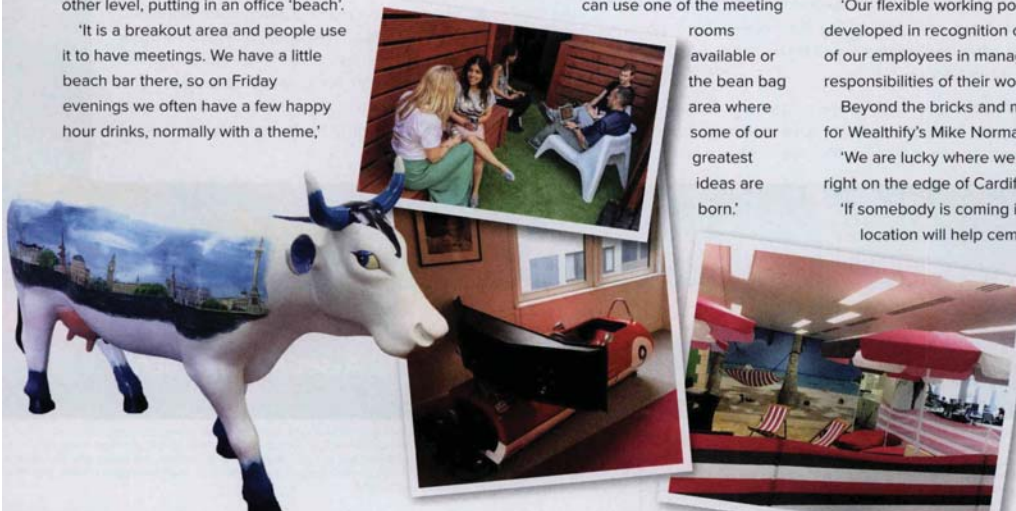 other level, putting in an office ‘beach’.
‘It is a breakout area and people use
it to have meetings. We have a little
beach bar there, so on Friday
evenings we often have a few happy
hour drinks, normally with a theme,’
can use one of the meeting
rooms
available or
the bean bag
area where
some of our
greatest
ideas are
born.’
‘Our flexible working po
developed in recognition
of our employees in mana
responsibilities of their wo
Beyond the bricks and m
for Wealthify’s Mike Norma
‘We are lucky where we
right on the edge of Cardif
‘If somebody is coming i
location will help cem